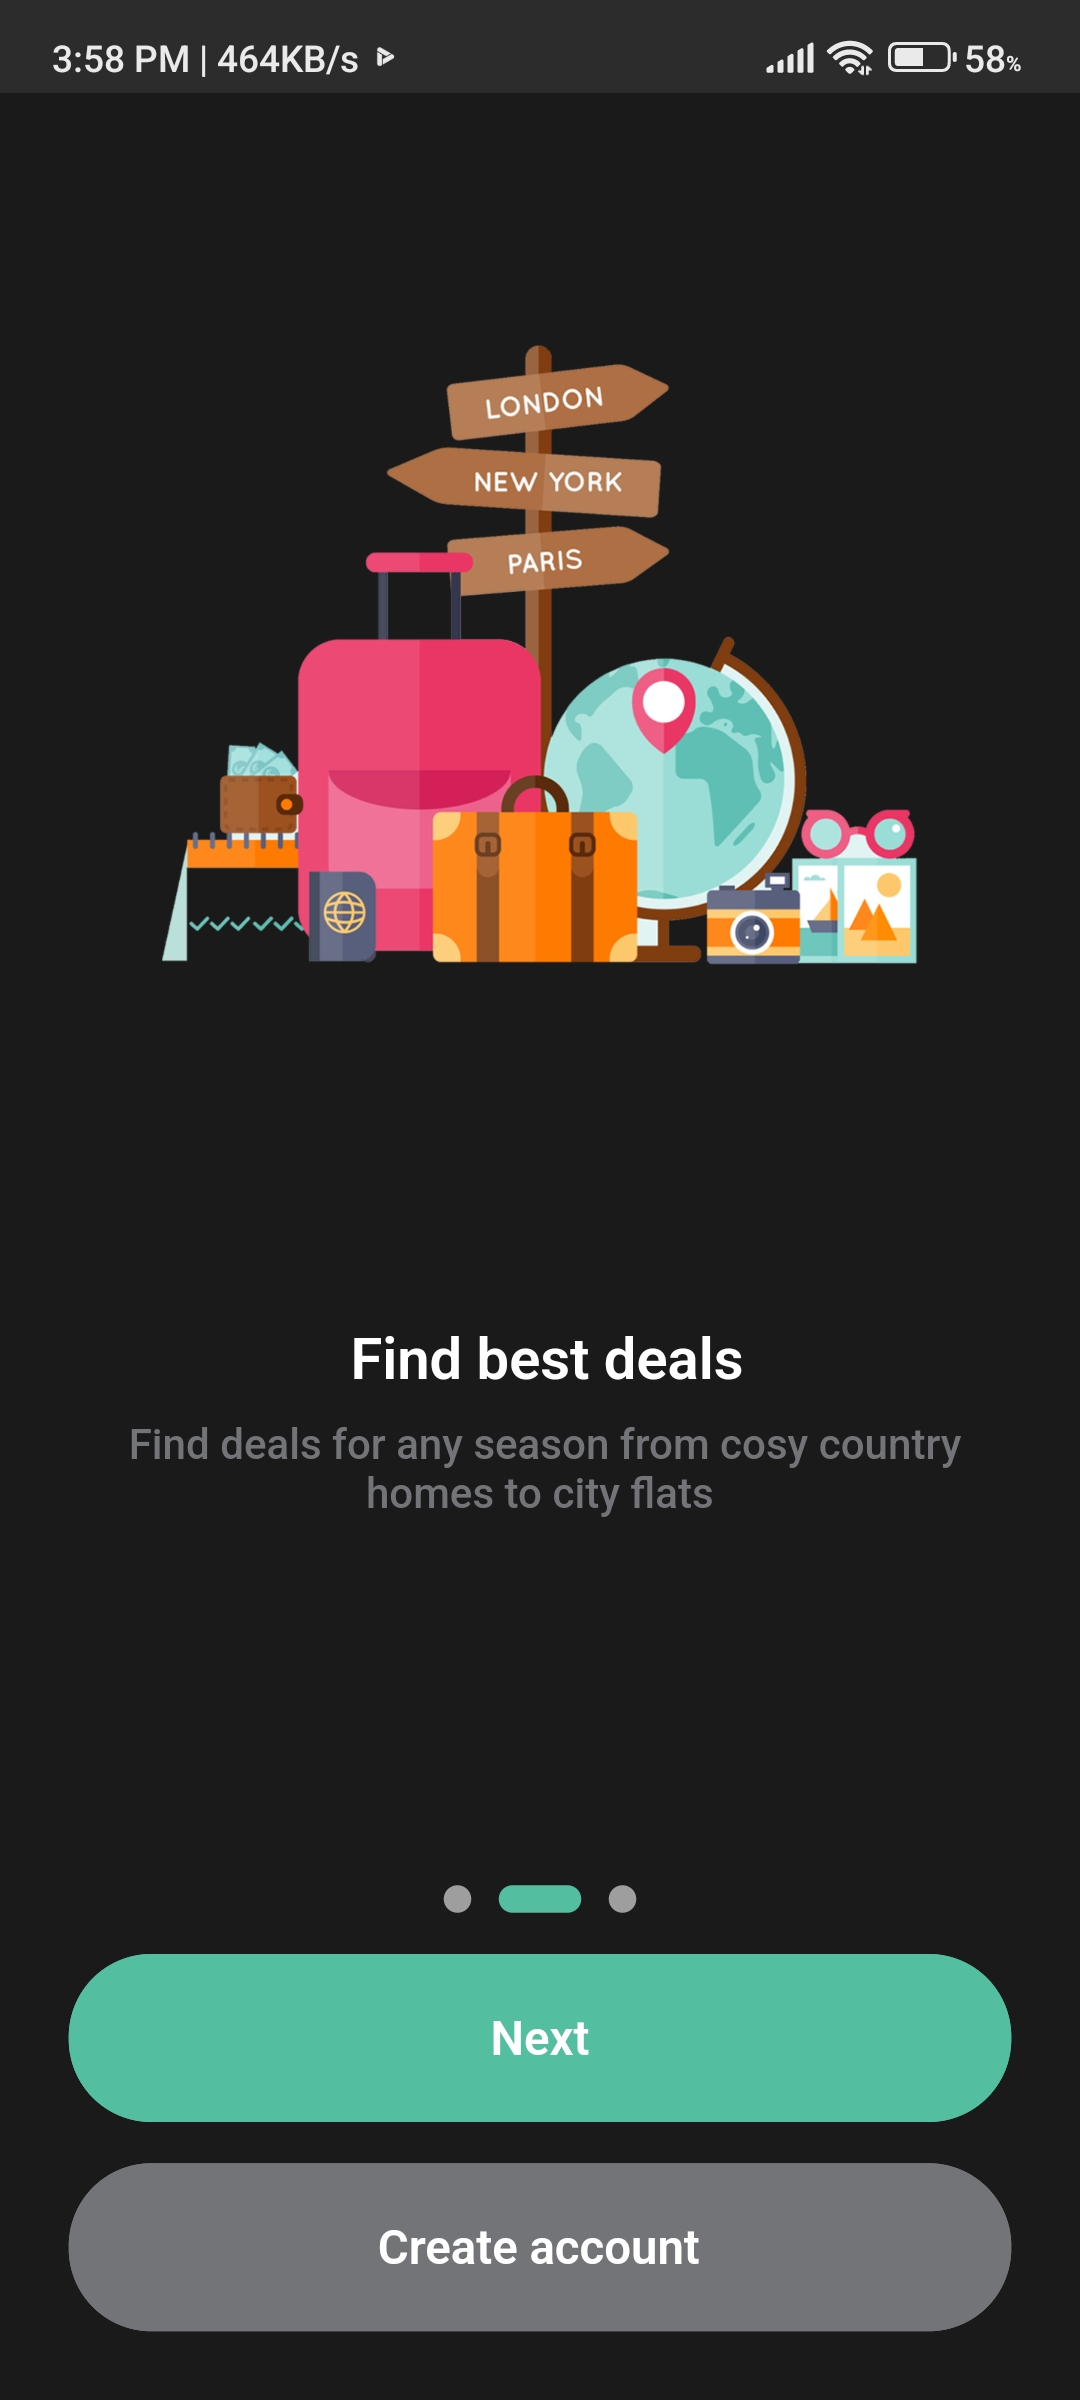 3:58 PM | 464KB/s
58%
LONDON
NEW YORK
PARIS
Find best deals
Find deals for any season from cosy country
homes to city flats
Next
Create account